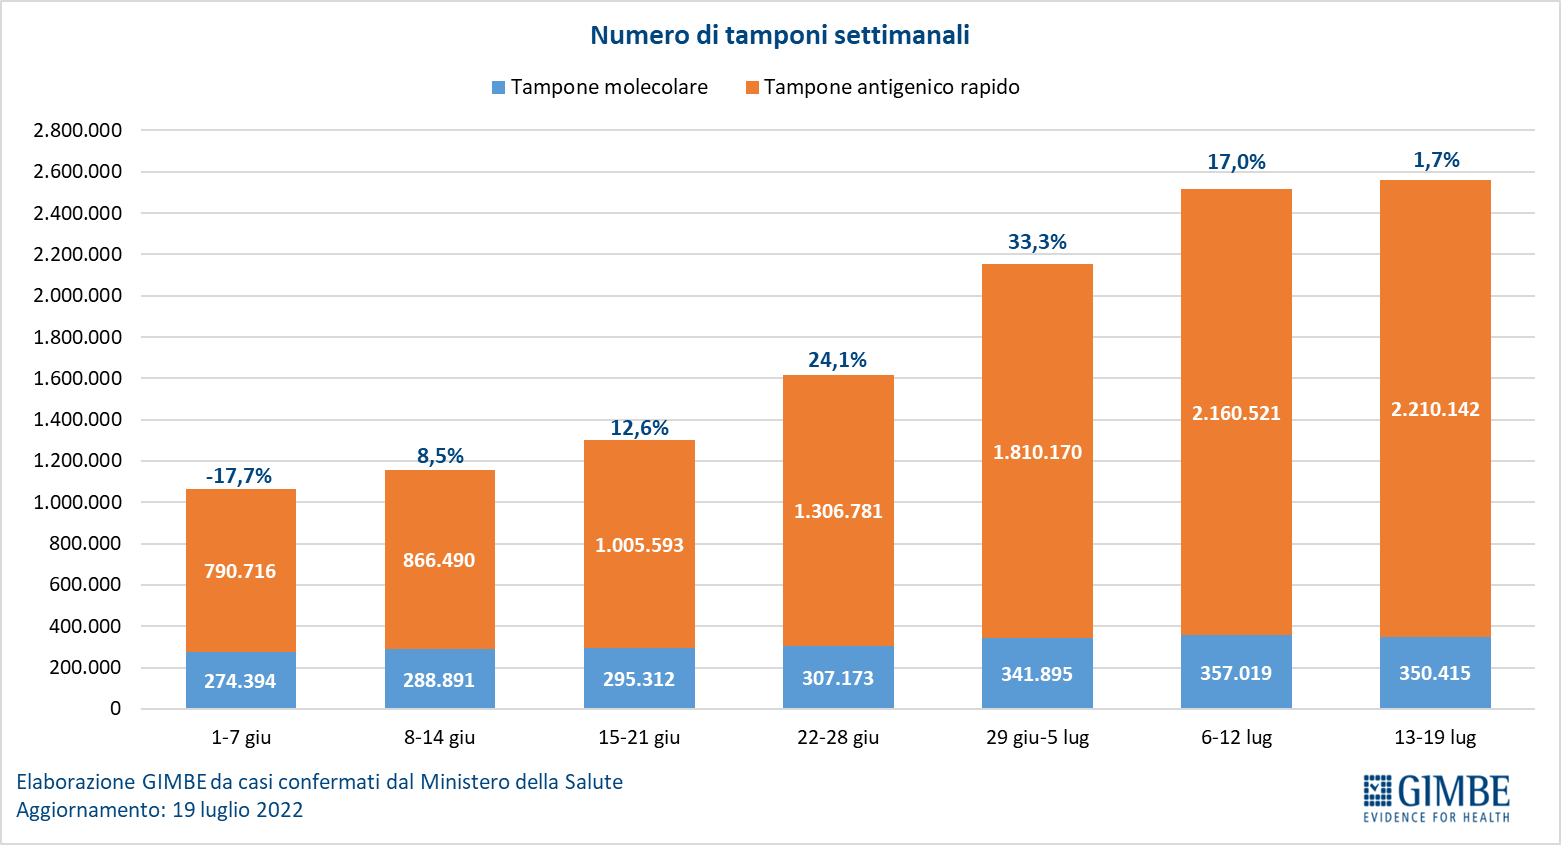 Numero di tamponi settimanali
Tampone molecolare Tampone antigenico rapido
2.800.000
2.600.000
2.400.000
2.200.000
2.000.000
1.800.000
1.600.000
1.400.000
1.200.000
1.000.000
800.000
600.000
400.000
200.000
0
-17,7%
8,5%
12,6%
24,1%
33,3%
17,0%
1,7%
790.716
866.490
1.005.593
1.306.781
1.810.170
2.160.521
2.210.142
274.394
288.891
295.312
307.173
341.895
357.019
350.415
1-7 giu
8-14 giu
15-21 giu
22-28 giu
29 giu-5 lug
6-12 lug
13-19 lug
Elaborazione GIMBE da casi confermati dal Ministero della Salute
Aggiornamento: 19 luglio 2022
GIMBE
EVIDENCE FOR HEALTH